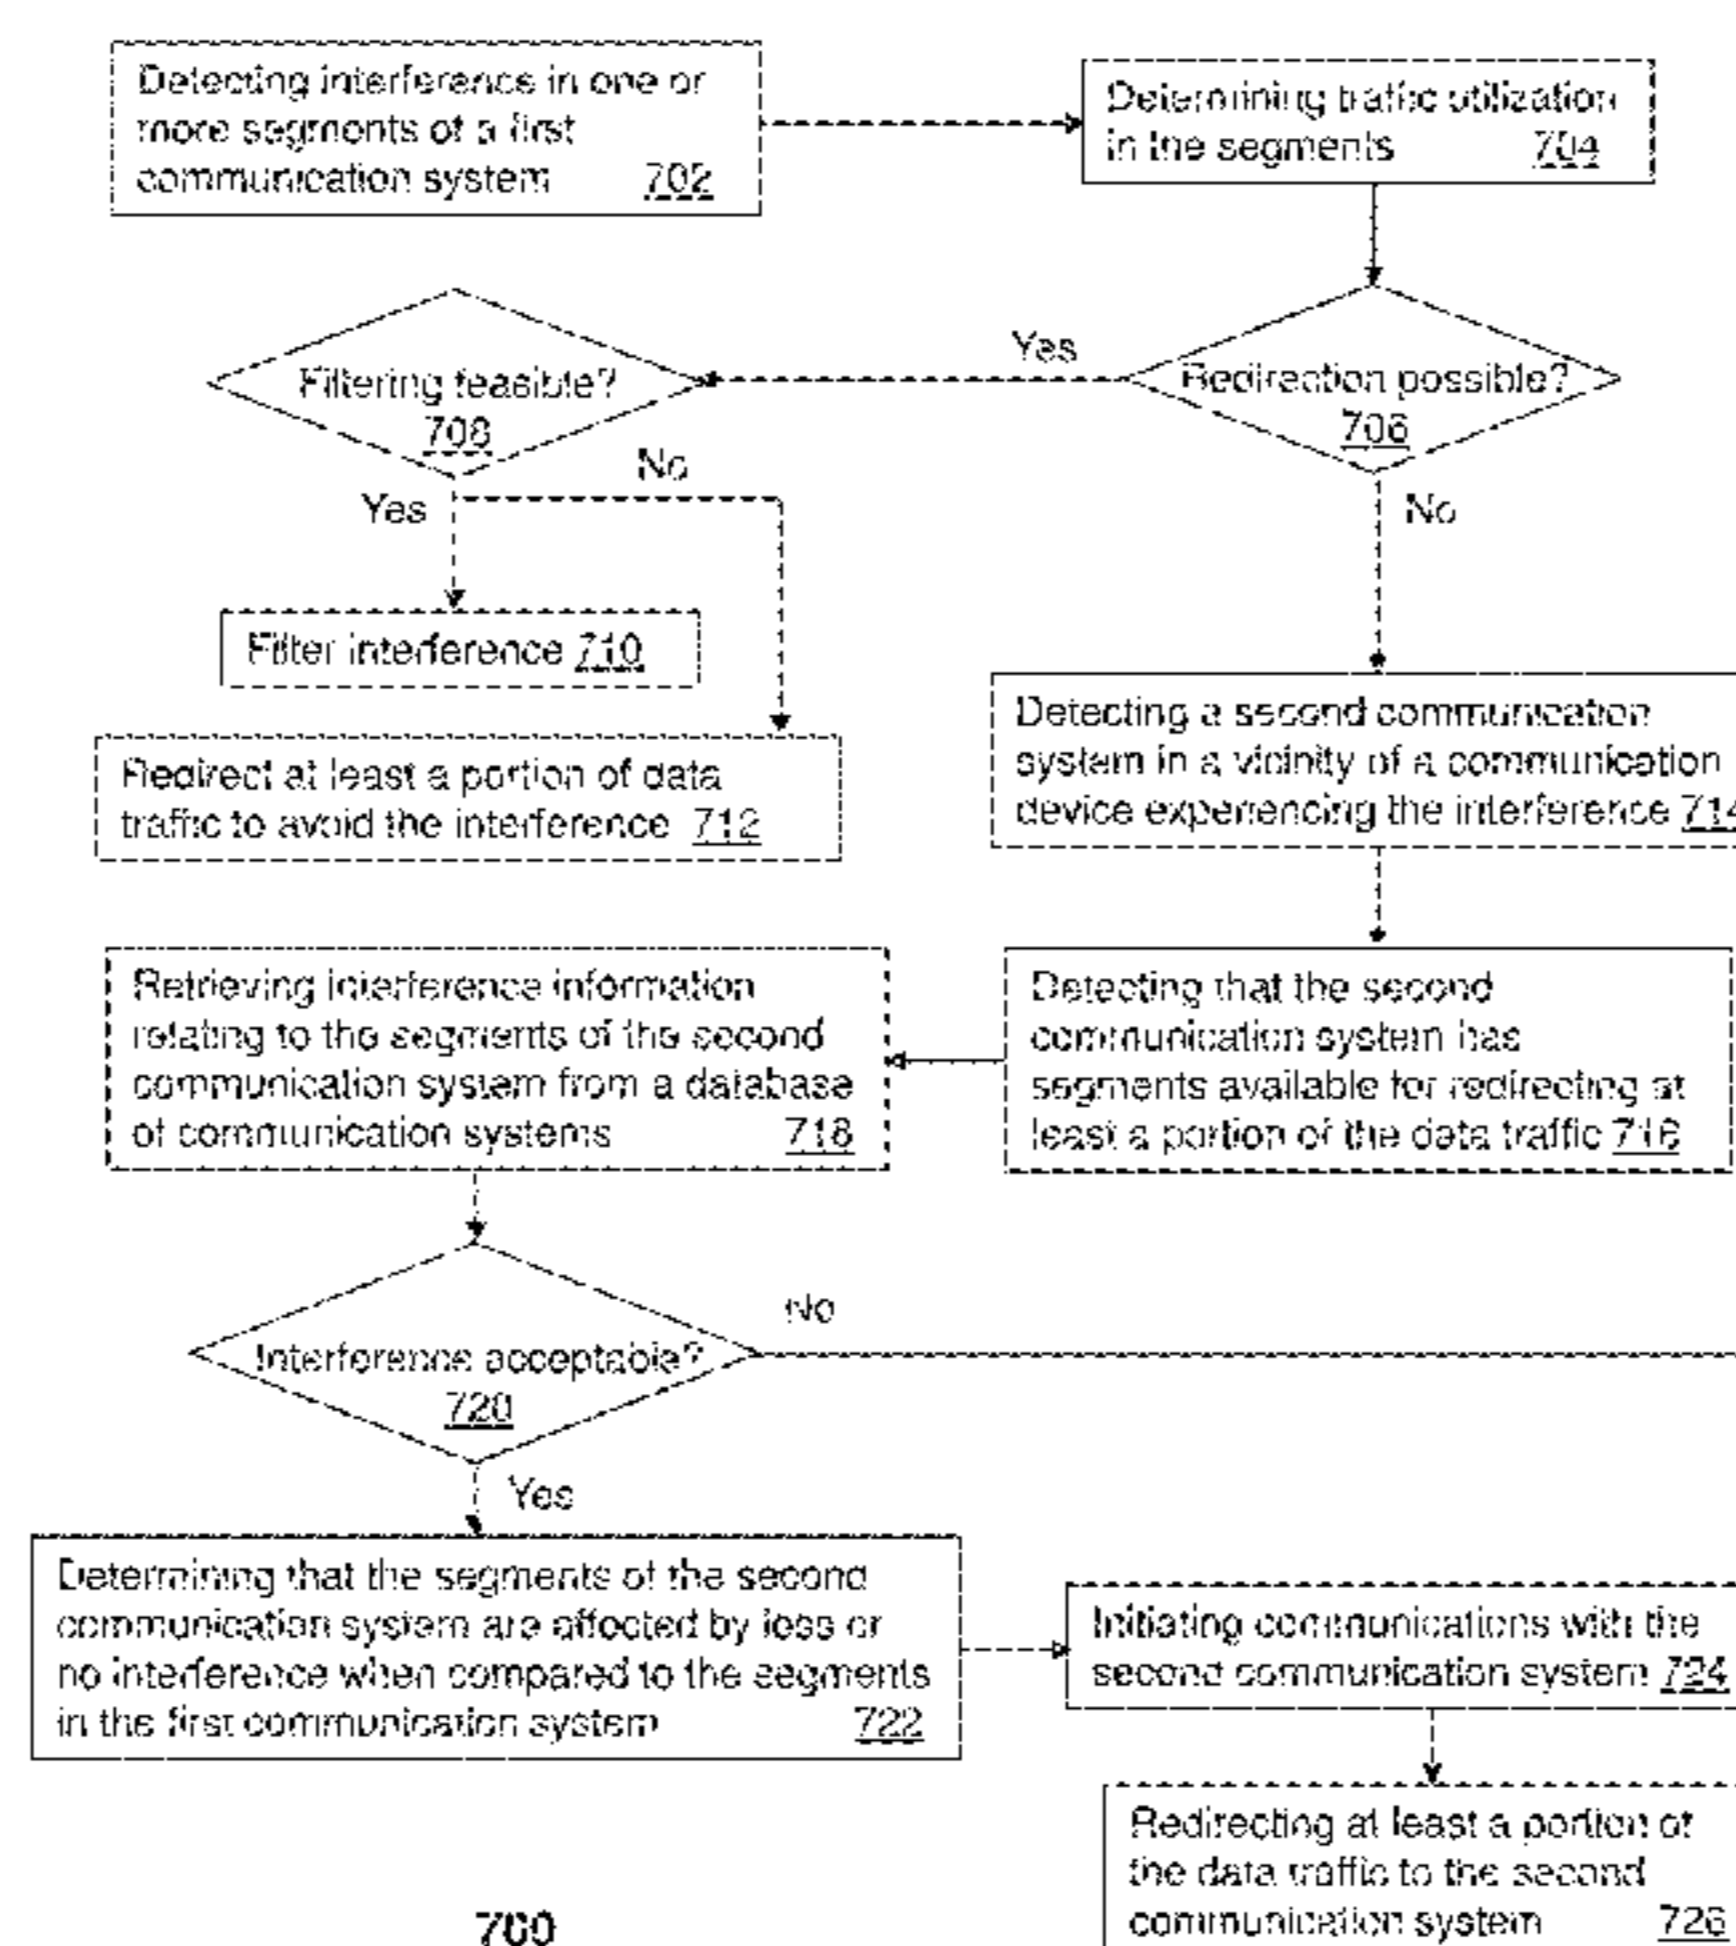 Detecting interference in one or
more segments of a first
communication system 702
Determining traffic utilization
in the segments 704
Yes
Redirection possible?
706
Filtering feasible?
708
No
Yes
No
Filter interference 710
Redirect at least a portion of data
traffic to avoid the interference 712
Detecting a second communication
system in a vicinity of a communication
device experiencing the interference 714
Detecting that the second
communication system has
segments available for redirecting at
least a portion of the data traffic 716
Retrieving interference information
relating to the segments of the second
communication system from a database
of communication systems 718
No
Interference acceptable?
720
Yes
Determining that the segments of the second
communication system are affected by less or
no interference when compared to the segments
in the first communication system 722
Initiating communications with the
second communication system 724
Redirecting at least a portion of
the data traffic to the second
communication system 726
700